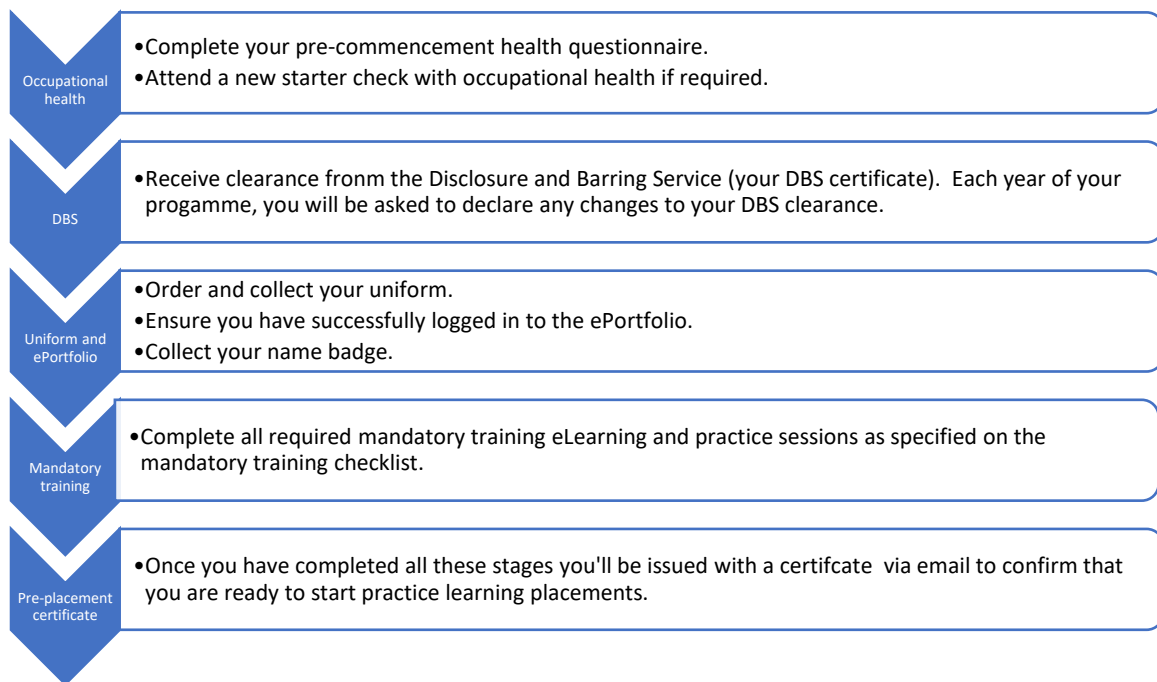 Occupational
health
•Complete your pre-commencement health questionnaire.
•Attend a new starter check with occupational health if required.
DBS
•Receive clearance fronm the Disclosure and Barring Service (your DBS certificate).  Each year of your
progamme, you will be asked to declare any changes to your DBS clearance.
Uniform and
ePortfolio
•Order and collect your uniform.
•Ensure you have successfully logged in to the ePortfolio.
•Collect your name badge.
Mandatory
training
•Complete all required mandatory training eLearning and practice sessions as specified on the
mandatory training checklist.
Pre-placement
certificate
•Once you have completed all these stages you'll be issued with a certifcate  via email to confirm that
you are ready to start practice learning placements.